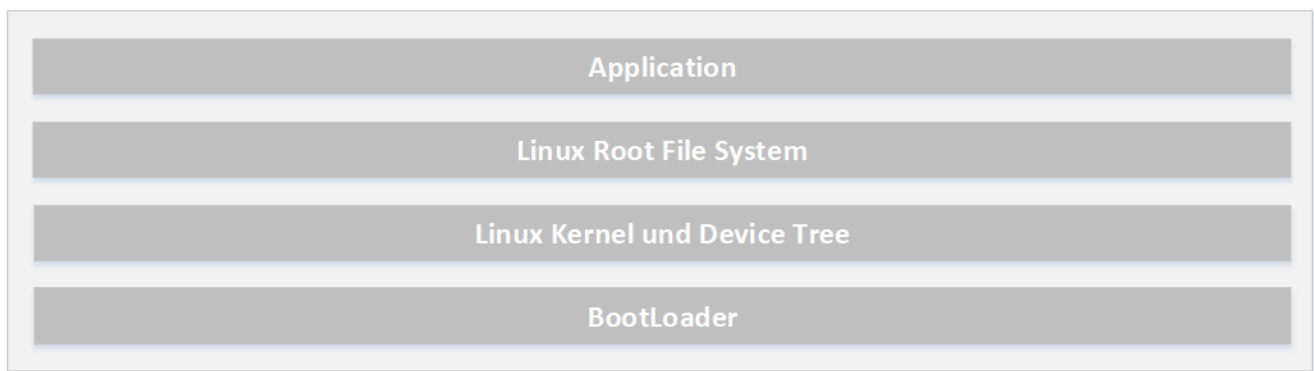 Application
Linux Root File System
Linux Kernel und Device Tree
BootLoader